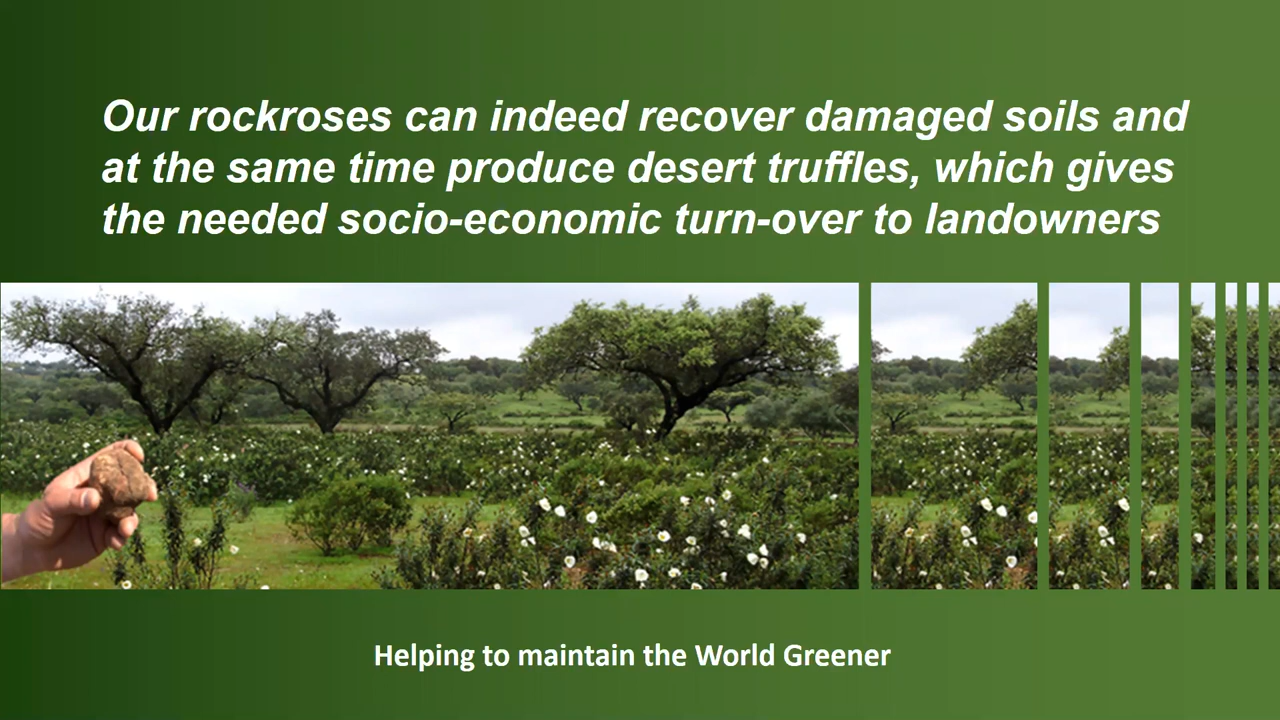 Our rockroses can indeed recover damaged soils and
at the same time produce desert truffles, which gives
the needed socio-economic turn-over to landowners
Helping to maintain the World Greener